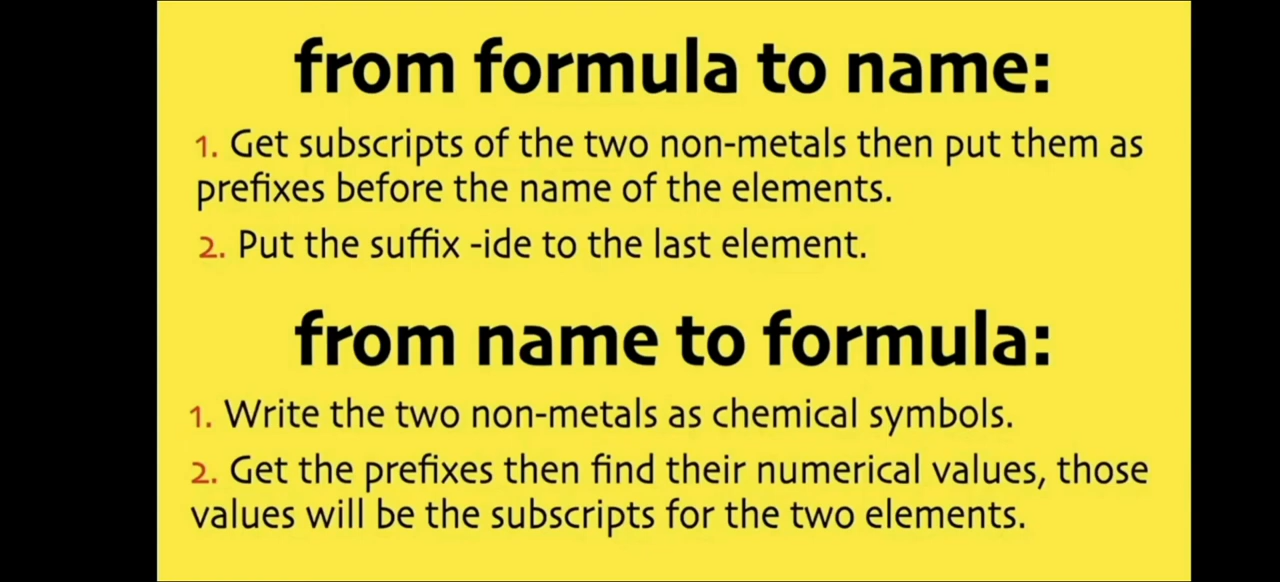 from formula to name:
1. Get subscripts of the two non-metals then put them as
prefixes before the name of the elements.
2. Put the suffix -ide to the last element.
from name to formula:
1. Write the two non-metals as chemical symbols.
2. Get the prefixes then find their numerical values, those
values will be the subscripts for the two elements.